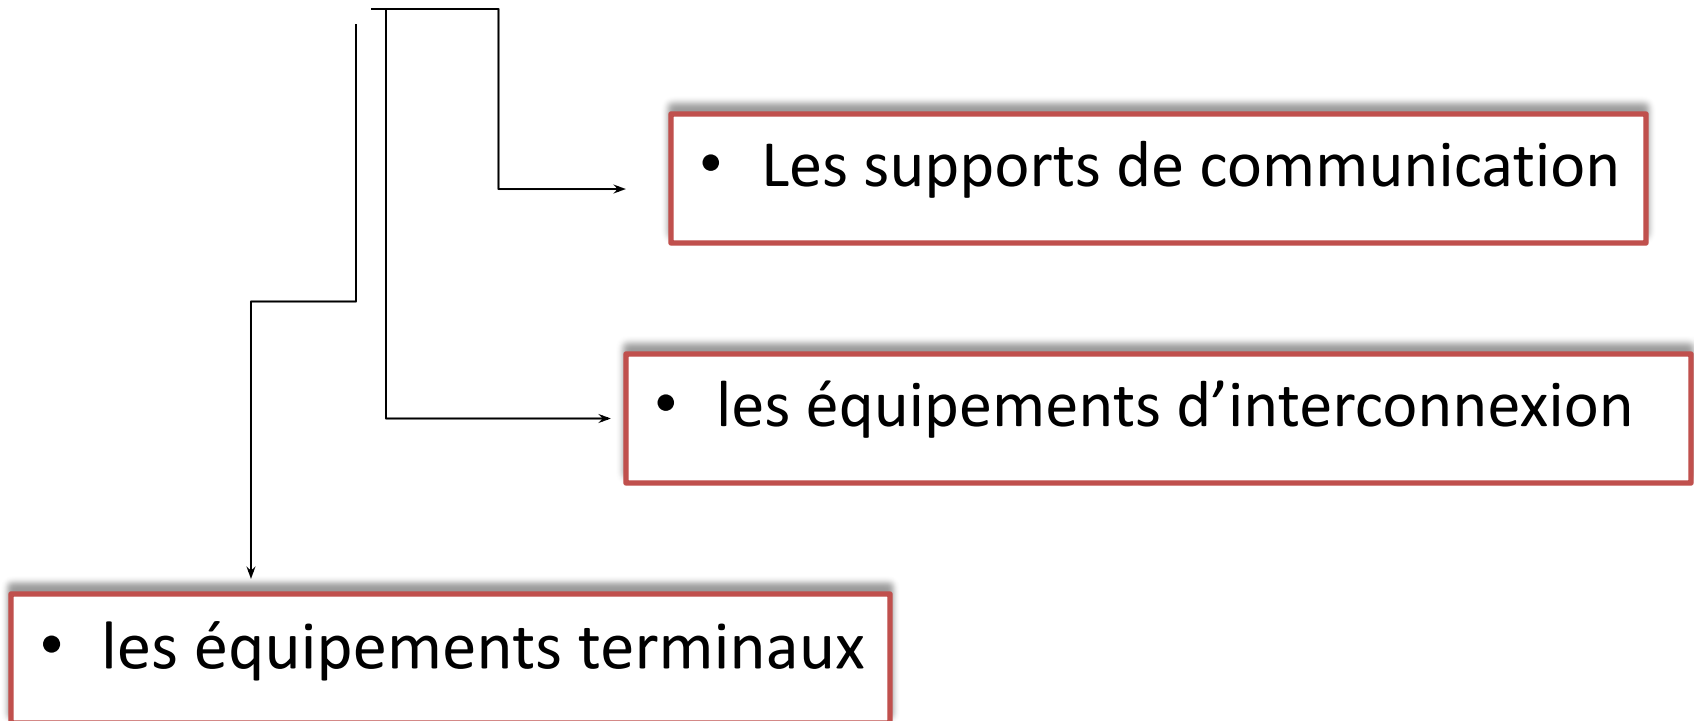 • Les supports de communication
• les équipements d’interconnexion
• les équipements terminaux